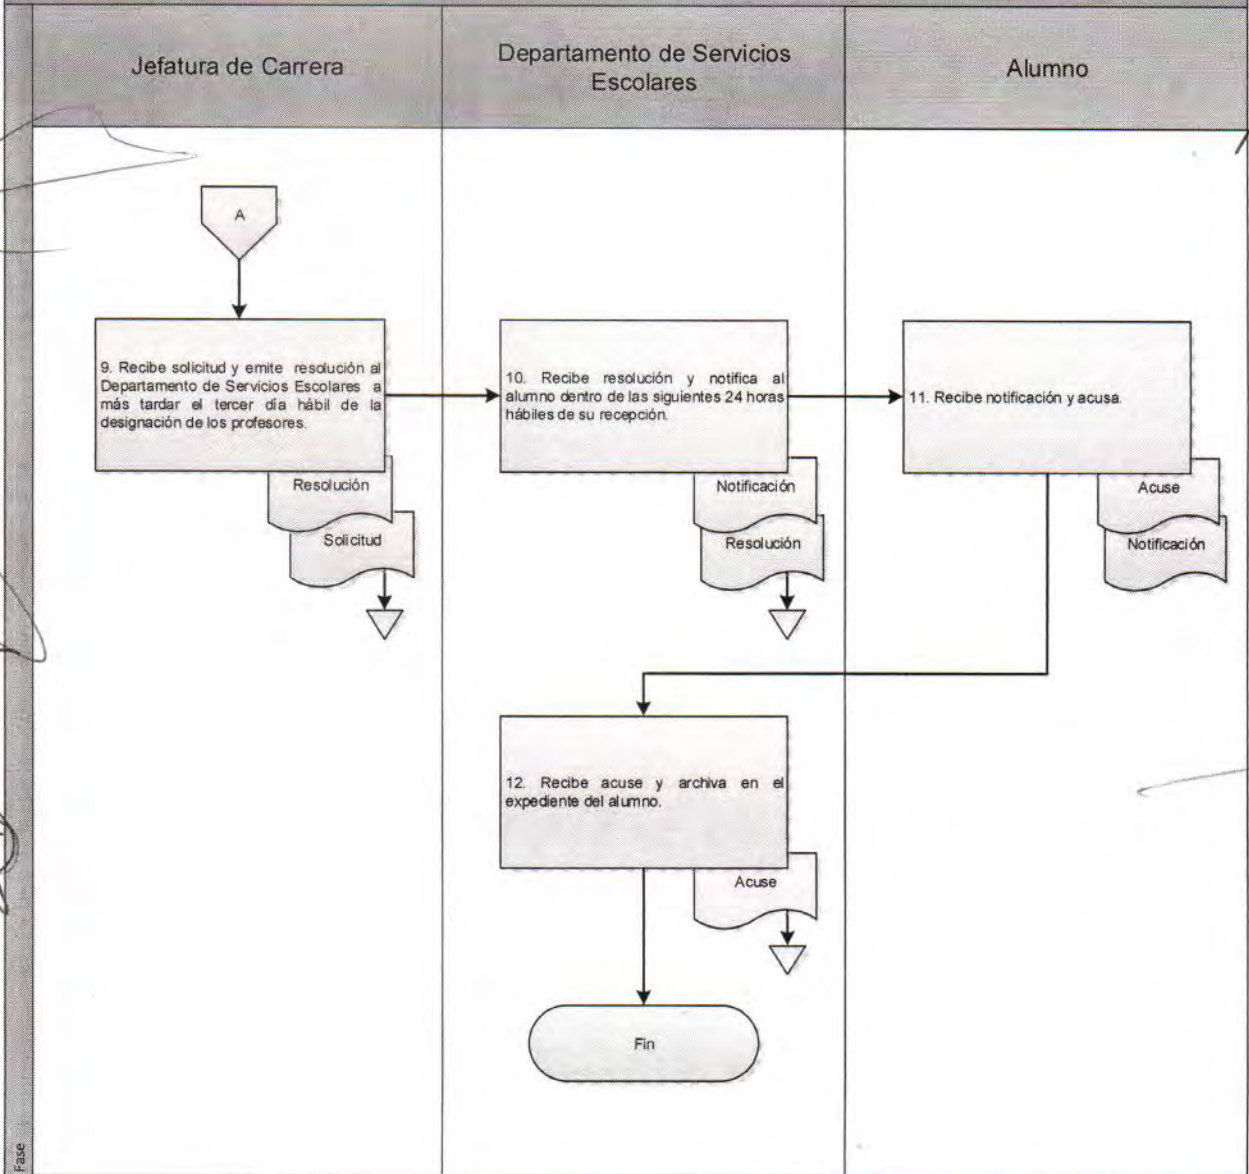 Jefatura de Carrera
Departamento de Servicios
Escolares
Alumno
A
9. Recibe solicitud y emite resolución al
Departamento de Servicios Escolares a
más tardar el tercer día hábil de la
designación de los profesores.
Resolución
Solicitud
10. Recibe resolución y notifica al
alumno dentro de las siguientes 24 horas
hábiles de su recepción.
Notificación
Resolución
11. Recibe notificación y acusa.
Acuse
Notificación
12. Recibe acuse y archiva en el
expediente del alumno.
Acuse
Fin
Fase